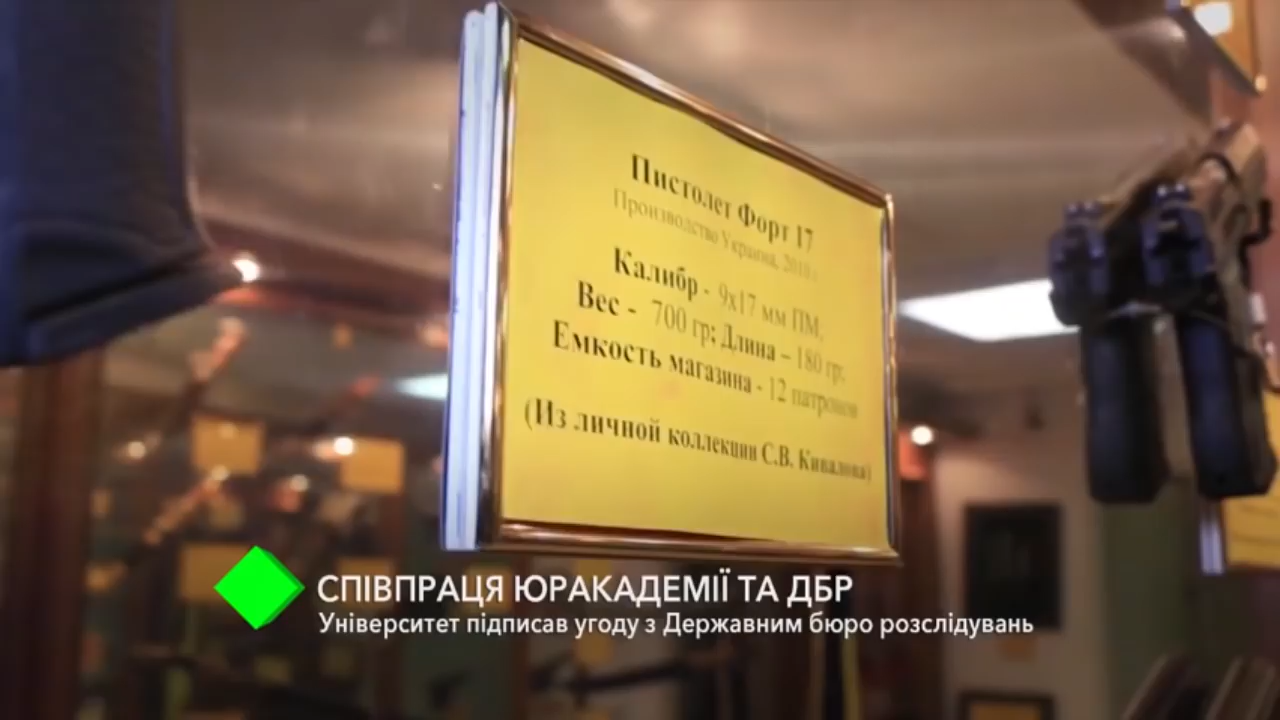 Пистолет Форт 17
Производство Украина, 2010 г
Калибр - 9х17 мм ПМ,
Вес - 700 гр; Длина – 180 гр.
Емкость магазина - 12 патронов
(Из личной коллекции С.В. Кивалова)
СПІВПРАЦЯ ЮРАКАДЕМІЇ ТА ДБР
Університет підписав угоду з Державним бюро розслідувань